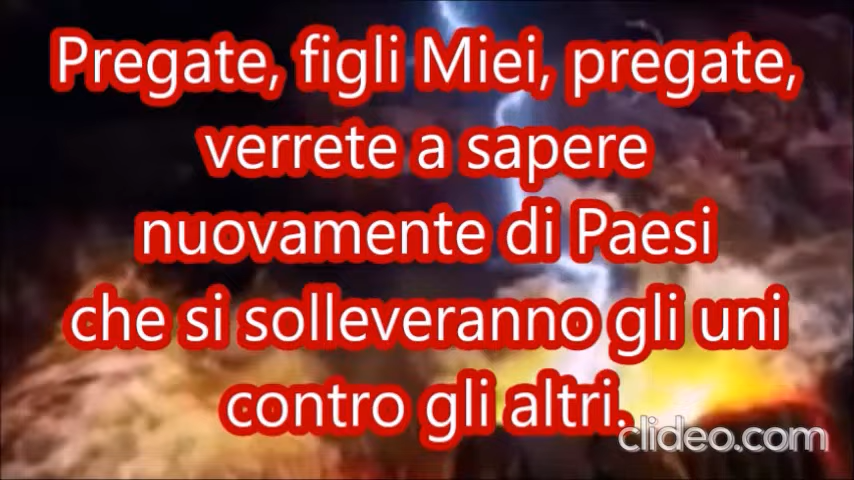 Pregate, figli Miei, pregate,
verrete a sapere
nuovamente di Paesi
che si solleveranno gli uni
contro gli altri.
clideo.com